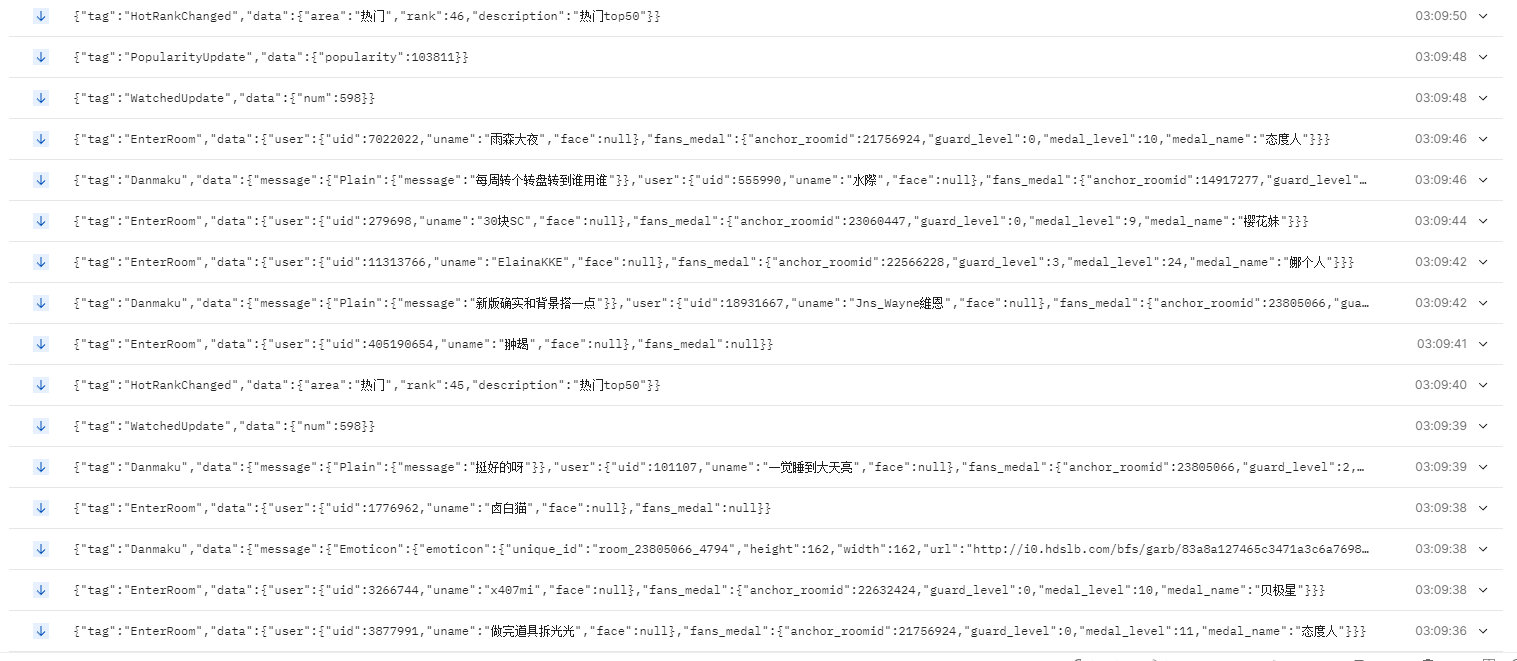 {"tag":"HotRankChanged","data":{"area":"热门","rank":46,"description":"热门top50"}} 03:09:50
{"tag":"PopularityUpdate","data":{"popularity":103811}} 03:09:48
{"tag":"WatchedUpdate","data":{"num":598}} 03:09:48
{"tag":"EnterRoom","data":{"user":{"uid":7022022,"uname":"雨森大夜","face":null},"fans_medal":{"anchor_roomid":21756924,"guard_level":0,"medal_level":10,"medal_name":"态度人"}}} 03:09:46
{"tag":"Danmaku","data":{"message":{"Plain":{"message":"每周转个转盘转到谁用谁"}},"user":{"uid":555990,"uname":"水際","face":null},"fans_medal":{"anchor_roomid":14917277,"guard_level"… 03:09:46
{"tag":"EnterRoom","data":{"user":{"uid":279698,"uname":"30块SC","face":null},"fans_medal":{"anchor_roomid":23060447,"guard_level":0,"medal_level":9,"medal_name":"樱花妹"}}} 03:09:44
{"tag":"EnterRoom","data":{"user":{"uid":11313766,"uname":"ElainaKKE","face":null},"fans_medal":{"anchor_roomid":22566228,"guard_level":3,"medal_level":24,"medal_name":"娜个人"}}} 03:09:42
{"tag":"Danmaku","data":{"message":{"Plain":{"message":"新版确实和背景搭一点"}},"user":{"uid":18931667,"uname":"Jns_Wayne维恩","face":null},"fans_medal":{"anchor_roomid":23805066,"gua… 03:09:42
{"tag":"EnterRoom","data":{"user":{"uid":405190654,"uname":"翀朅","face":null},"fans_medal":null}} 03:09:41
{"tag":"HotRankChanged","data":{"area":"热门","rank":45,"description":"热门top50"}} 03:09:40
{"tag":"WatchedUpdate","data":{"num":598}} 03:09:39
{"tag":"Danmaku","data":{"message":{"Plain":{"message":"挺好的呀"}},"user":{"uid":101107,"uname":"一觉睡到大天亮","face":null},"fans_medal":{"anchor_roomid":23805066,"guard_level":2,… 03:09:39
{"tag":"EnterRoom","data":{"user":{"uid":1776962,"uname":"卤白猫","face":null},"fans_medal":null}} 03:09:38
{"tag":"Danmaku","data":{"message":{"Emoticon":{"emoticon":{"unique_id":"room_23805066_4794","height":162,"width":162,"url":"http://i0.hdslb.com/bfs/garb/83a8a127465c3471a3c6a7698… 03:09:38
{"tag":"EnterRoom","data":{"user":{"uid":3266744,"uname":"x407mi","face":null},"fans_medal":{"anchor_roomid":22632424,"guard_level":0,"medal_level":10,"medal_name":"贝极星"}}} 03:09:38
{"tag":"EnterRoom","data":{"user":{"uid":3877991,"uname":"做完道具拆光光","face":null},"fans_medal":{"anchor_roomid":21756924,"guard_level":0,"medal_level":11,"medal_name":"态度人"}}} 03:09:36